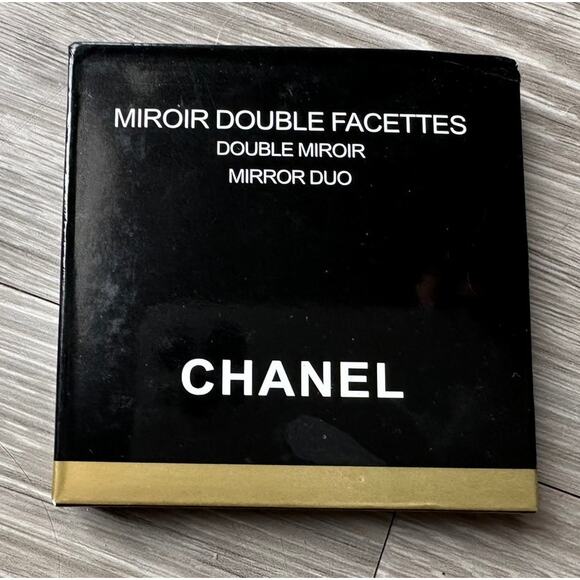 MIROIR DOUBLE FACETTES
DOUBLE MIROIR
MIRROR DUO
CHANEL